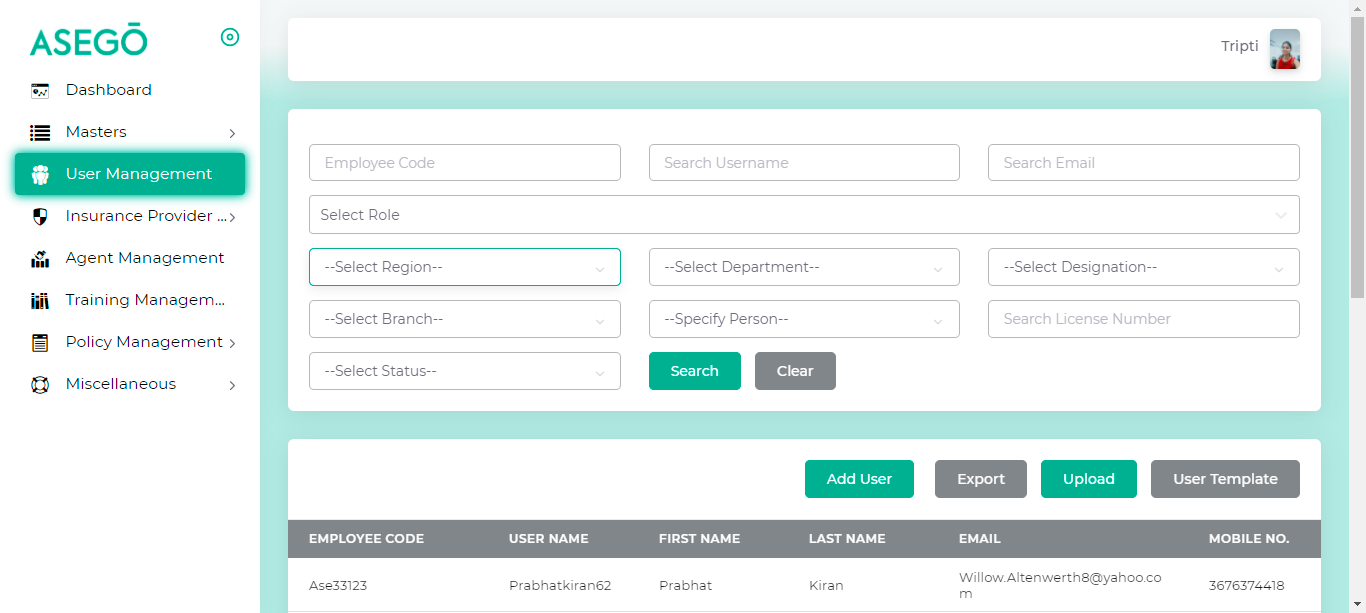 ASEGŌ
Tripti
Dashboard
Masters
User Management
Insurance Provider ...
Agent Management
Training Managem...
Policy Management
Miscellaneous
Employee Code Search Username Search Email
Select Role
--Select Region-- --Select Department-- --Select Designation--
--Select Branch-- --Specify Person-- Search License Number
--Select Status-- Search Clear
Add User Export Upload User Template
EMPLOYEE CODE USER NAME FIRST NAME LAST NAME EMAIL MOBILE NO.
Ase33123 Prabhatkiran62 Prabhat Kiran Willow.Altenwerth8@yahoo.co 3676374418
m